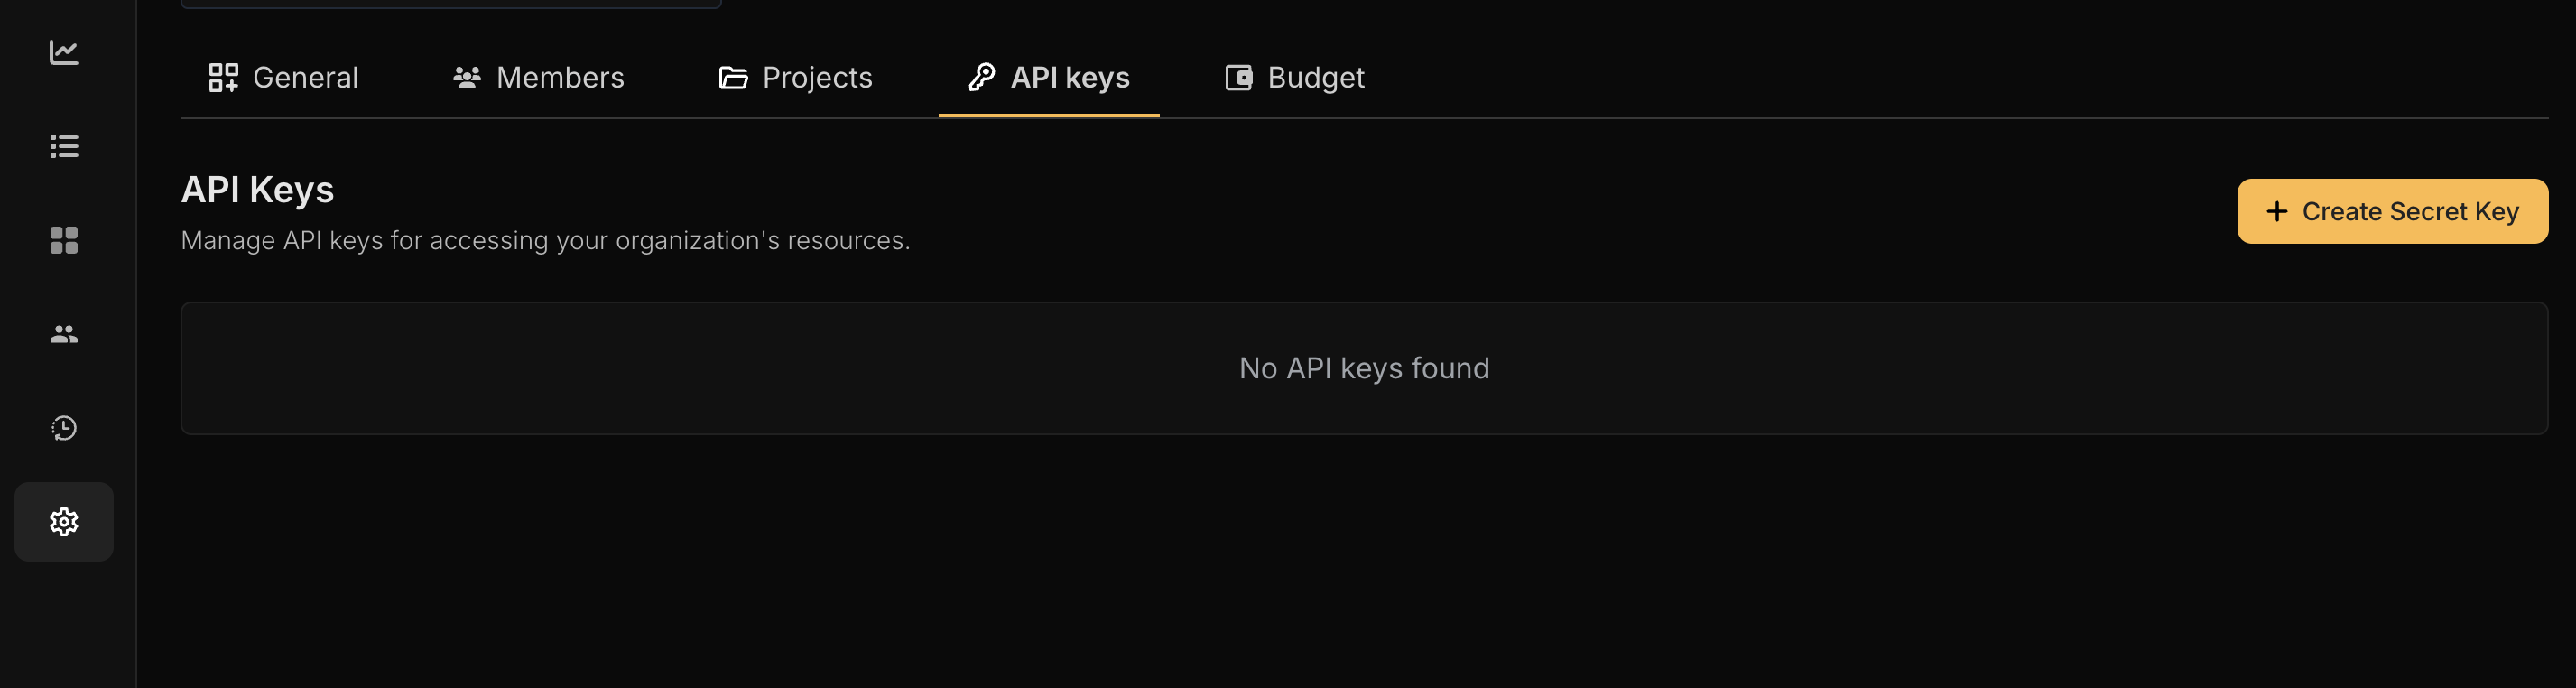 General
Members
Projects
API keys
Budget
API Keys
Manage API keys for accessing your organization's resources.
Create Secret Key
No API keys found